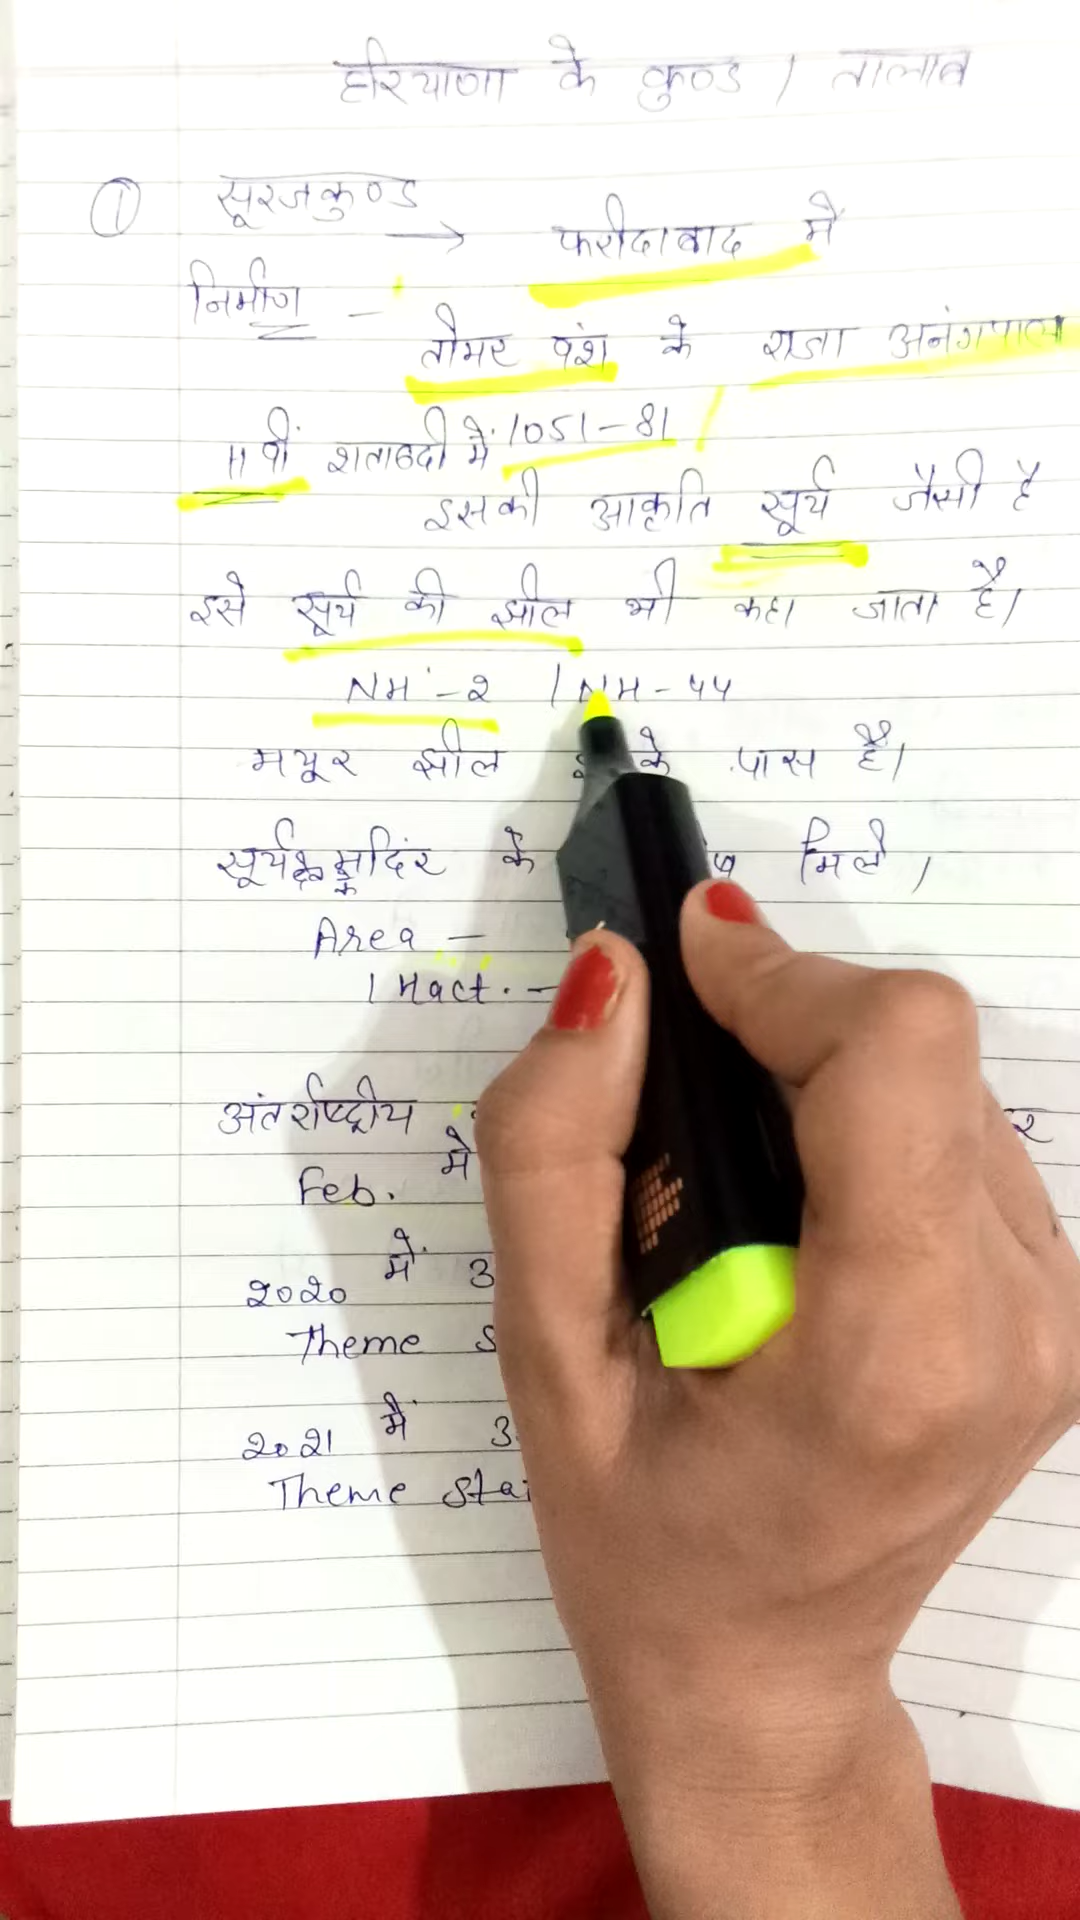 हरियाणा के कुण्ड / तालाब
① सूरजकुण्ड → फरीदाबाद में
निर्माण –
तोमर वंश के राजा अनंगपाल
11 वीं शताब्दी में 1051-81
इसकी आकृति सूर्य जैसी है
इसे सूर्य की झील भी कहा जाता है।
NH - 2 / NH - 44
मयूर झील के पास है।
सूर्य मंदिर के मिले।
Area –
1 Hact. –
अंतर्राष्ट्रीय
Feb. में
2020 में 3
Theme S
2021 में 3
Theme Stat